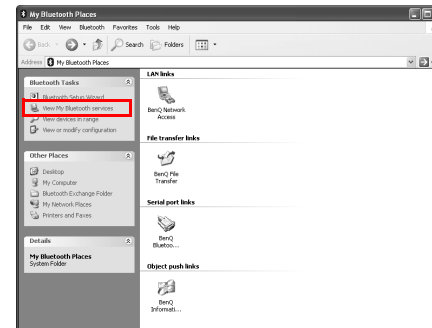 My Bluetooth Places
File Edit View Bluetooth Favorites Tools Help
Back Search Folders
Address My Bluetooth Places
Bluetooth Tasks
Bluetooth Setup Wizard
View My Bluetooth services
View devices in range
View or modify configuration
Other Places
Desktop
My Computer
Bluetooth Exchange Folder
My Network Places
Printers and Faxes
Details
My Bluetooth Places
System Folder
LAN links
BenQ Network
Access
File transfer links
BenQ File
Transfer
Serial port links
BenQ
Bluetoo...
Object push links
BenQ
Informati...